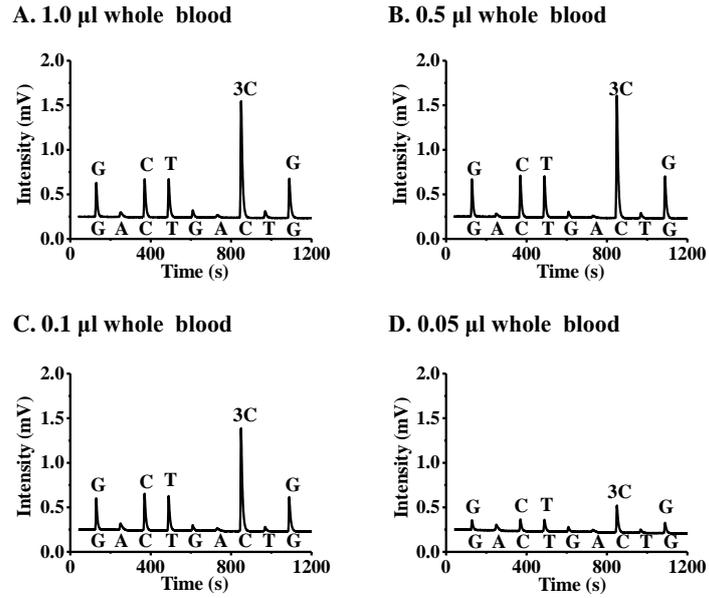 A. 1.0 µl whole blood
2.0
1.5
1.0
0.5
0.0
Intensity (mV)
3C
G C T G
G A C T G A C T G
0 400 800 1200
Time (s)
B. 0.5 µl whole blood
2.0
1.5
1.0
0.5
0.0
Intensity (mV)
3C
G C T G
G A C T G A C T G
0 400 800 1200
Time (s)
C. 0.1 µl whole blood
2.0
1.5
1.0
0.5
0.0
Intensity (mV)
3C
G C T G
G A C T G A C T G
0 400 800 1200
Time (s)
D. 0.05 µl whole blood
2.0
1.5
1.0
0.5
0.0
Intensity (mV)
3C
G C T G
G A C T G A C T G
0 400 800 1200
Time (s)